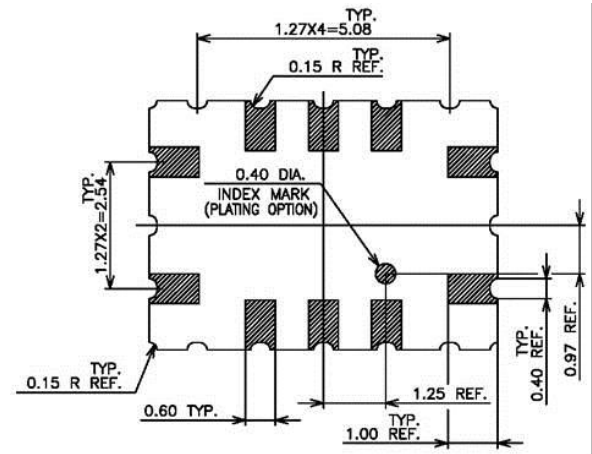 TYP.
1.27X4=5.08
TYP.
0.15 R REF.
TYP.
1.27X2=2.54
0.40 DIA.
INDEX MARK
(PLATING OPTION)
TYP.
0.15 R REF.
0.60 TYP.
1.25 REF.
TYP.
1.00 REF.
TYP.
0.40 REF.
0.97 REF.